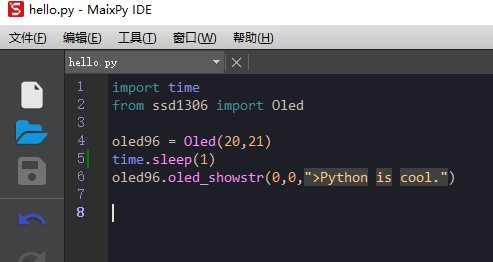 hello.py - MaixPy IDE
文件(F) 编辑(E) 工具(T) 窗口(W) 帮助(H)
hello.py
1 import time
2 from ssd1306 import Oled
3
4 oled96 = Oled(20,21)
5 time.sleep(1)
6 oled96.oled_showstr(0,0,">Python is cool.")
7
8